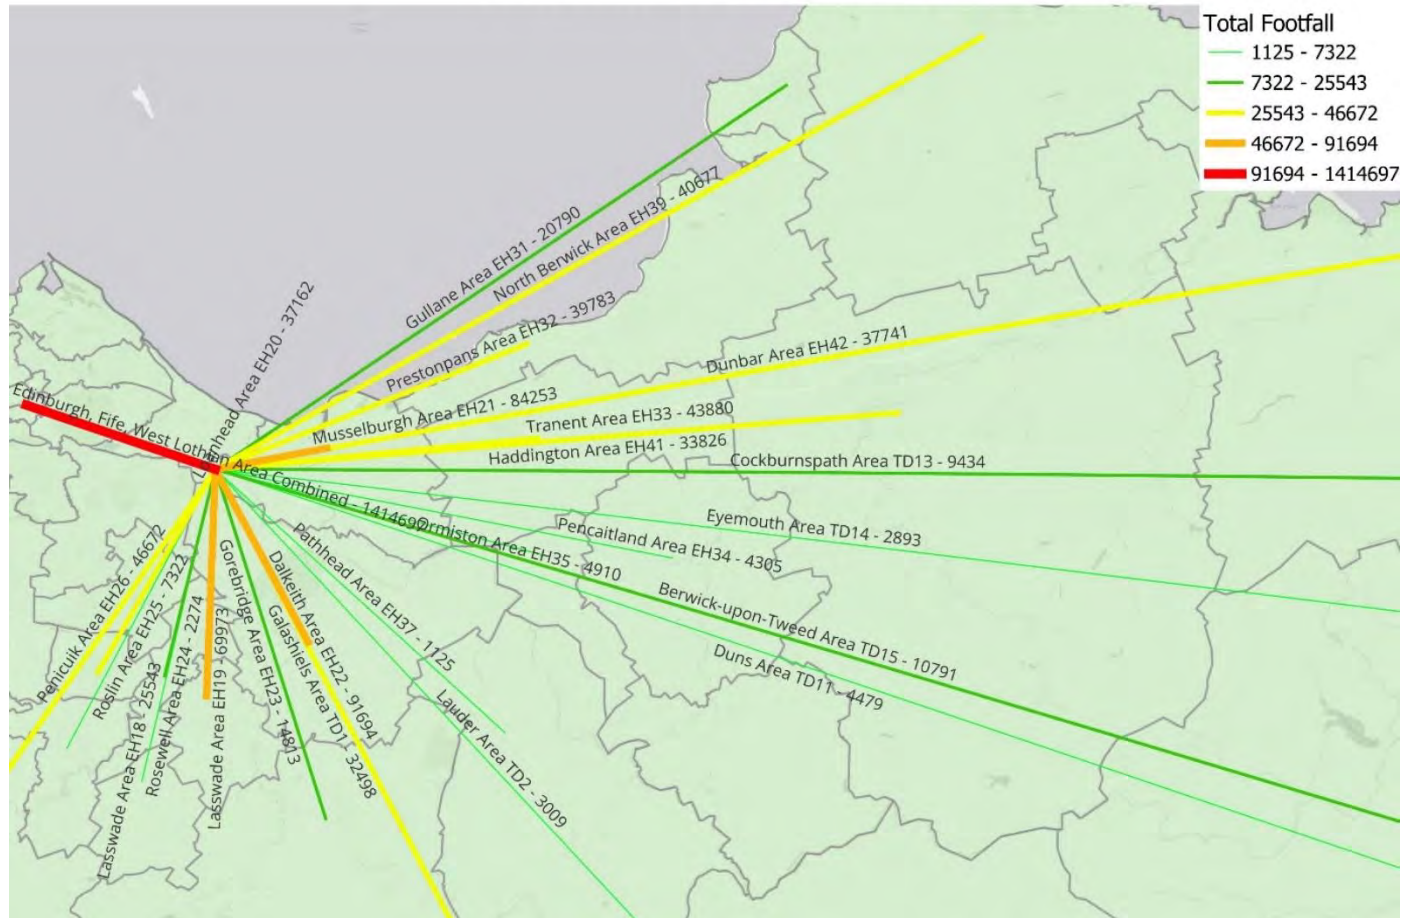 Total Footfall
1125 - 7322
7322 - 25543
25543 - 46672
46672 - 91694
91694 - 1414697
Gullane Area EH31 - 20790
North Berwick Area EH39 - 40677
Loanhead Area EH20 - 37162
Prestonpans Area EH32 - 39783
Dunbar Area EH42 - 37741
Musselburgh Area EH21 - 84253
Tranent Area EH33 - 43880
Haddington Area EH41 - 33826
Edinburgh, Fife, West Lothian Area Combined - 1414697
Cockburnspath Area TD13 - 9434
Eyemouth Area TD14 - 2893
Pencaitland Area EH34 - 4305
Ormiston Area EH35 - 4910
Berwick-upon-Tweed Area TD15 - 10791
Duns Area TD11 - 4479
Pathhead Area EH37 - 1125
Lauder Area TD2 - 3009
Dalkeith Area EH22 - 91694
Galashiels Area TD1 - 32498
Gorebridge Area EH23 - 14813
Lasswade Area EH19 - 69973
Rosewell Area EH24 - 2274
Lasswade Area EH18 - 25543
Roslin Area EH25 - 7322
Penicuik Area EH26 - 46672